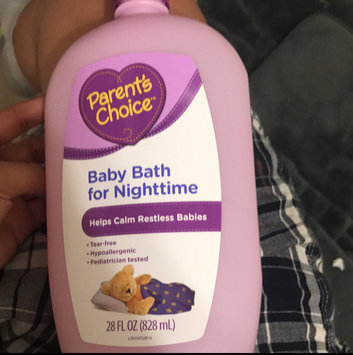 Parent's
Choice™
Baby Bath
for Nighttime
Helps Calm Restless Babies
• Tear-free
• Hypoallergenic
• Pediatrician tested
28 FL OZ (828 mL)